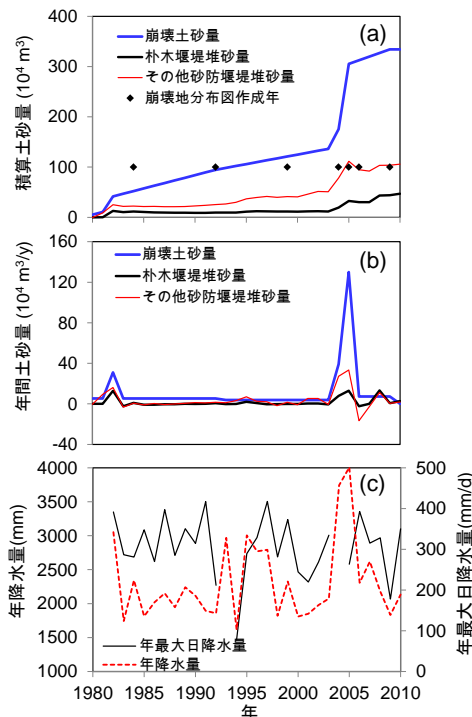 (a)
崩壊土砂量
朴木堰堤堆砂量
その他砂防堰堤堆砂量
崩壊地分布図作成年
積算土砂量 (10⁴ m³)
400
300
200
100
0
(b)
崩壊土砂量
朴木堰堤堆砂量
その他砂防堰堤堆砂量
年間土砂量 (10⁴ m³/y)
160
120
80
40
0
-40
(c)
年降水量(mm)
4000
3500
3000
2500
2000
1500
1000
年最大日降水量(mm/d)
500
400
300
200
100
0
年最大日降水量
年降水量
1980 1985 1990 1995 2000 2005 2010
年